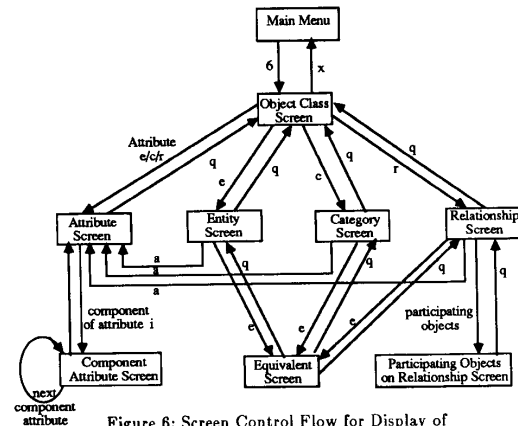 Main Menu
6
x
Object Class
Screen
Attribute
e/c/r
q
e
q
c
q
r
q
Attribute
Screen
Entity
Screen
Category
Screen
Relationship
Screen
a
a
a
q
q
q
q
component
of attribute i
e
e
e
participating
objects
Component
Attribute Screen
Equivalent
Screen
Participating Objects
on Relationship Screen
next
component
attribute
Figure 6: Screen Control Flow for Display of